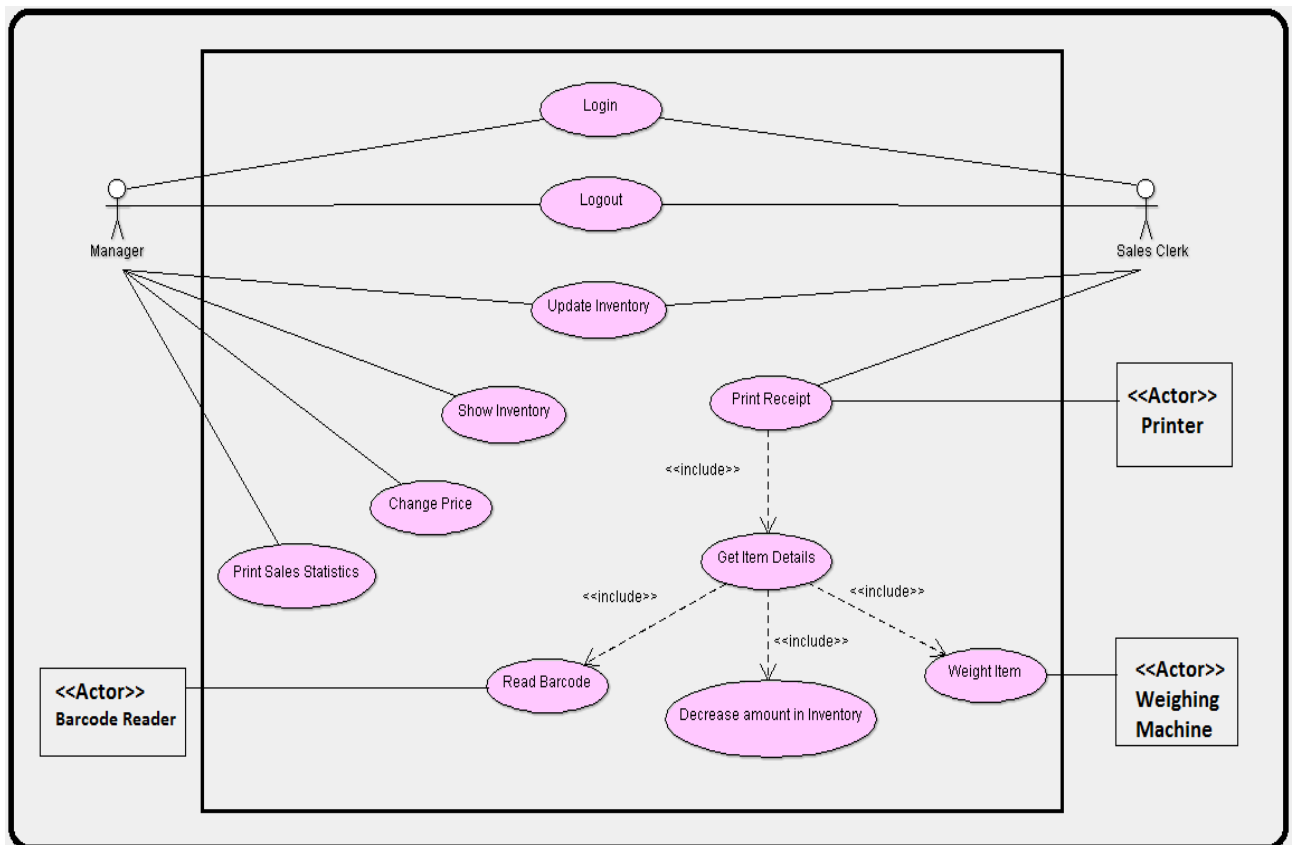 Login
Logout
Manager
Sales Clerk
Update Inventory
Show Inventory
Print Receipt
<<Actor>>
Printer
<<include>>
Change Price
Get Item Details
Print Sales Statistics
<<include>>
<<include>>
<<include>>
Read Barcode
Weight Item
Decrease amount in Inventory
<<Actor>>
Barcode Reader
<<Actor>>
Weighing
Machine